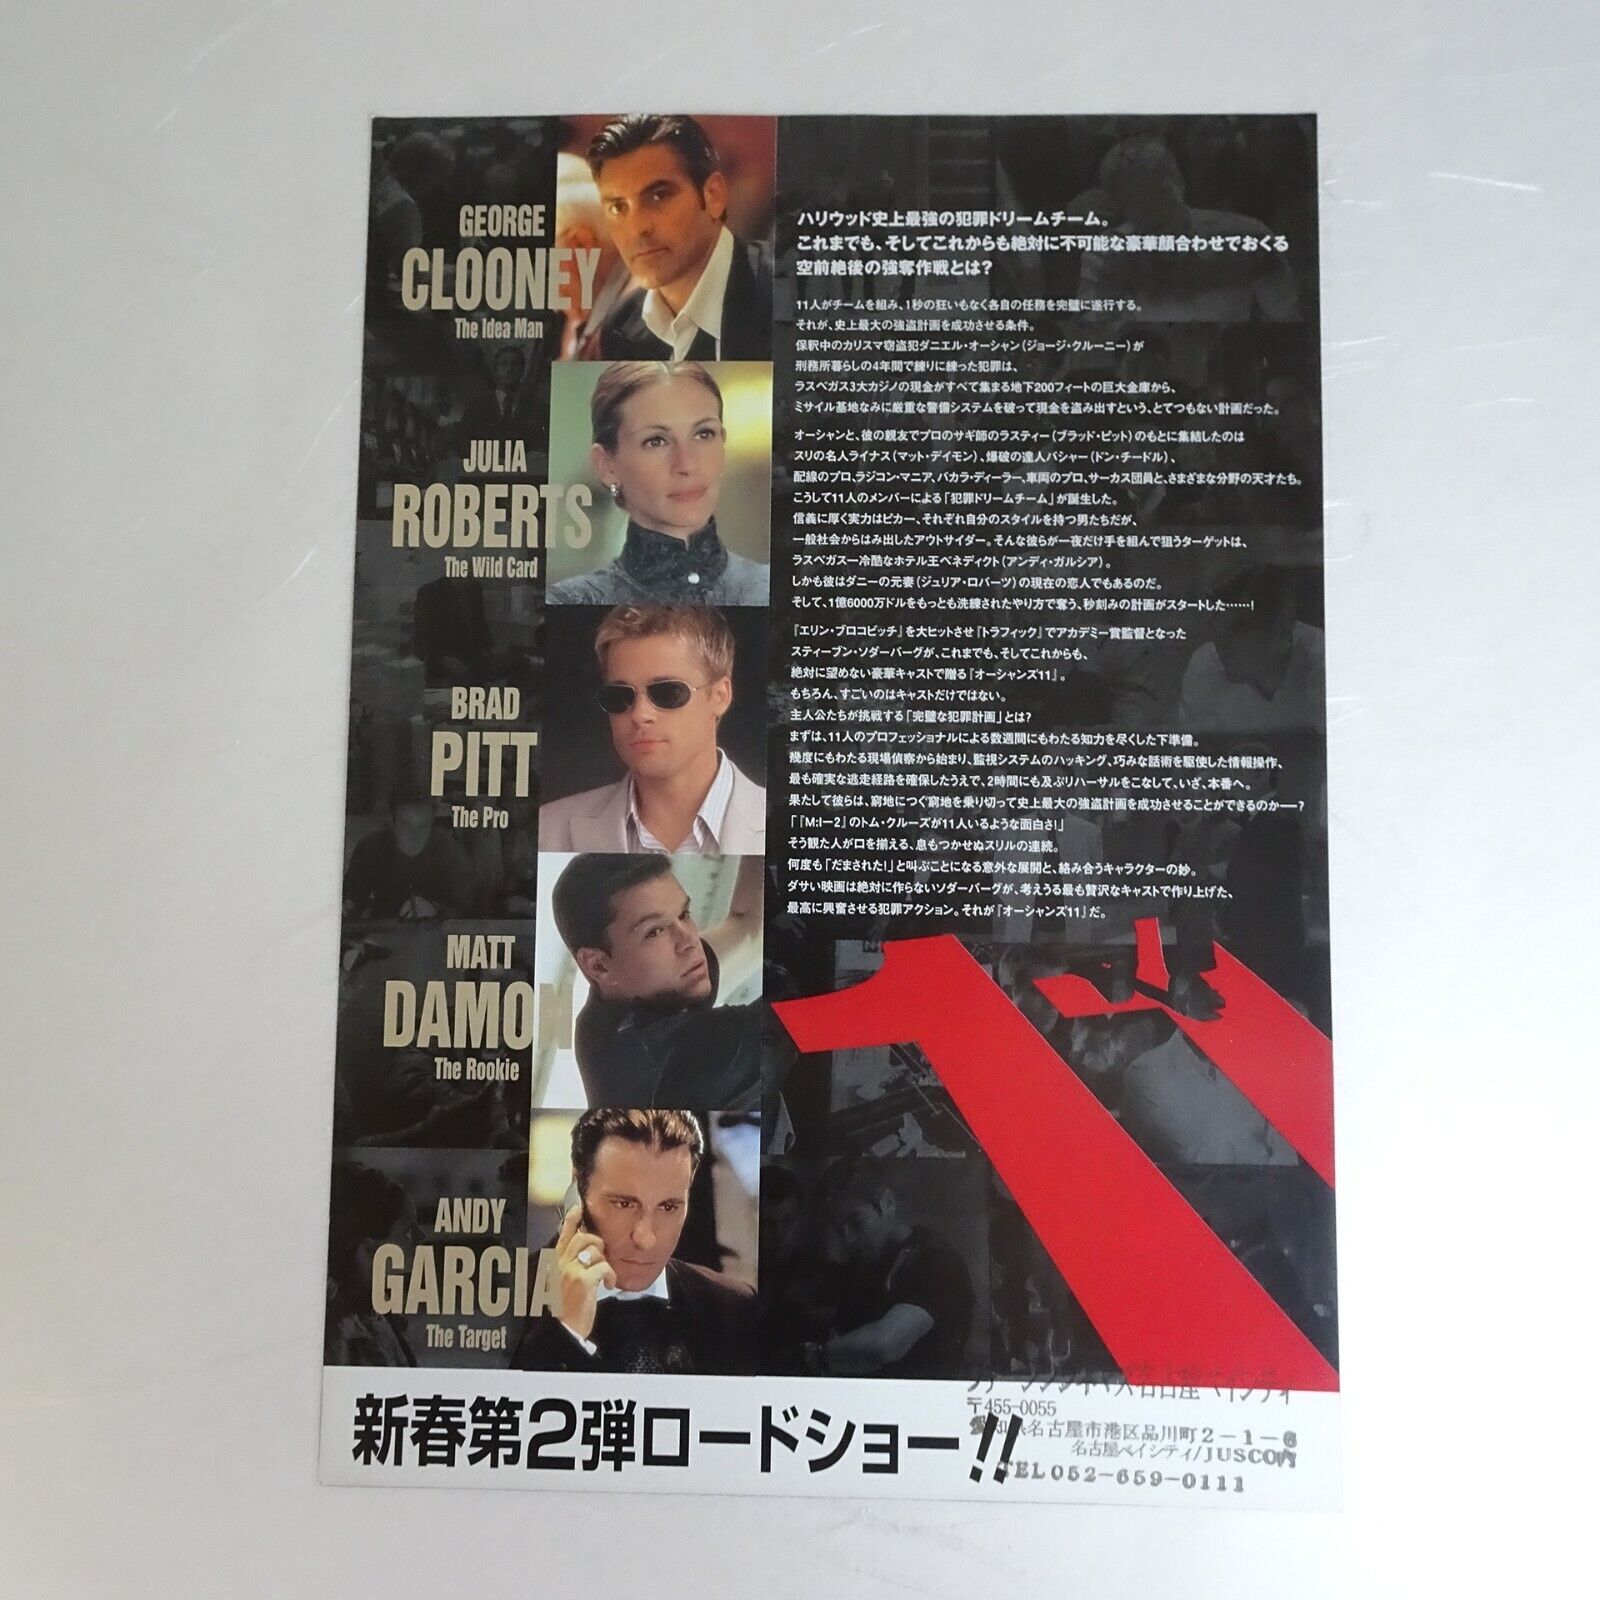 GEORGE
CLOONEY
The Idea Man
JULIA
ROBERTS
The Wild Card
BRAD
PITT
The Pro
MATT
DAMON
The Rookie
ANDY
GARCIA
The Target
ハリウッド史上最強の犯罪ドリームチーム。
これまでも、そしてこれからも絶対に不可能な豪華顔合わせでおくる
空前絶後の強奪作戦とは?
11人がチームを組み、1秒の狂いもなく各自の任務を完璧に遂行する。
それが、史上最大の強盗計画を成功させる条件。
保釈中のカリスマ窃盗犯ダニエル・オーシャン(ジョージ・クルーニー)が
刑務所暮らしの4年間で練りに練った犯罪は、
ラスベガス3大カジノの現金がすべて集まる地下200フィートの巨大金庫から、
ミサイル基地なみに厳重な警備システムを破って現金を盗み出すという、とてつもない計画だった。
オーシャンと、彼の親友でプロのサギ師のラスティー(ブラッド・ピット)のもとに集結したのは
スリの名人ライナス(マット・デイモン)、爆破の達人バシャー(ドン・チードル)、
配線のプロ、ラジコン・マニア、バカラ・ディーラー、車両のプロ、サーカス団員と、さまざまな分野の天才たち。
こうして11人のメンバーによる「犯罪ドリームチーム」が誕生した。
信義に厚く実力はピカ一、それぞれ自分のスタイルを持つ男たちだが、
一般社会からはみ出したアウトサイダー。そんな彼らが一夜だけ手を組んで狙うターゲットは、
ラスベガス一冷酷なホテル王ベネディクト(アンディ・ガルシア)。
しかも彼はダニーの元妻(ジュリア・ロバーツ)の現在の恋人でもあるのだ。
そして、1億6000万ドルをもっとも洗練されたやり方で奪う、秒刻みの計画がスタートした……!
『エリン・ブロコビッチ』を大ヒットさせ『トラフィック』でアカデミー賞監督となった
スティーブン・ソダーバーグが、これまでも、そしてこれからも、
絶対に望めない豪華キャストで贈る『オーシャンズ11』。
もちろん、すごいのはキャストだけではない。
主人公たちが挑戦する「完璧な犯罪計画」とは?
まずは、11人のプロフェッショナルによる数週間にもわたる知力を尽くした下準備。
幾度にもわたる現場偵察から始まり、監視システムのハッキング、巧みな話術を駆使した情報操作、
最も確実な逃走経路を確保したうえで、2時間にも及ぶリハーサルをこなして、いざ、本番へ。
果たして彼らは、窮地につぐ窮地を乗り切って史上最大の強盗計画を成功させることができるのか―?
「『M:I―2』のトム・クルーズが11人いるような面白さ!」
そう観た人が口を揃える、息もつかせぬスリルの連続。
何度も「だまされた!」と叫ぶことになる意外な展開と、絡み合うキャラクターの妙。
ダサい映画は絶対に作らないソダーバーグが、考えうる最も贅沢なキャストで作り上げた、
最高に興奮させる犯罪アクション。それが『オーシャンズ11』だ。
11
新春第2弾ロードショー!!
名古屋ベイシティ
〒455-0055
愛知県名古屋市港区品川町2-1-6
名古屋ベイシティ/JUSCO内
TEL052-659-0111